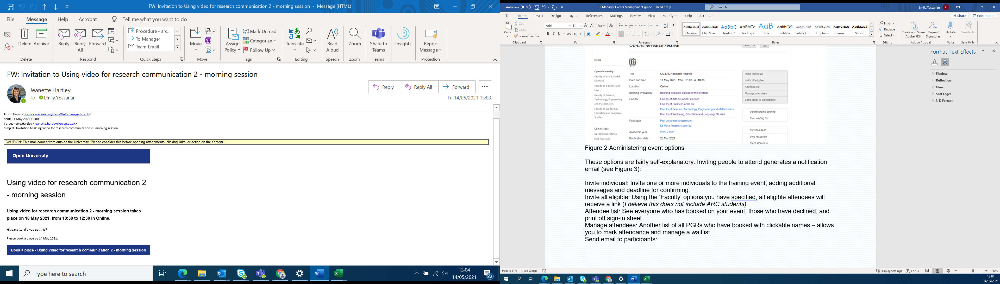 FW: Invitation to Using video for research communication 2 - morning session - Message (HTML)
File Message Help Acrobat Tell me what you want to do
Delete Archive Reply Reply All Forward
Procedure - arc...
To Manager
Team Email
Move Assign Policy
Mark Unread
Categorize
Follow Up
Translate Read Aloud Zoom Share to Teams Insights Report Message
Delete Respond Quick Steps Move Tags Editing Speech Zoom Teams Protection
FW: Invitation to Using video for research communication 2 - morning session
Jeanette.Hartley
To Emily.Yossarian
Reply Reply All Forward
Fri 14/05/2021 13:03
From: Haplo <doctoral-research-system@infomanaged.co.uk>
Sent: 14 May 2021 13:00
To: Jeanette.Hartley <jeanette.hartley@open.ac.uk>
Subject: Invitation to Using video for research communication 2 - morning session
CAUTION: This mail comes from outside the University. Please consider this before opening attachments, clicking links, or acting on the content.
Open University
Using video for research communication 2
- morning session
Using video for research communication 2 - morning session takes
place on 18 May 2021, from 10:30 to 12:30 in Online.
Hi Jeanette, did you get this?
Please book a place by 14 May 2021.
Book a place - Using video for research communication 2 - morning session
Type here to search
13:04
14/05/2021
22
AutoSave Off PGR Manager Events Management guide - Read-Only Search Emily.Yossarian E
File Home Insert Design Layout References Mailings Review View MathType Help Acrobat Share Comments
Paste Cut
Copy
Format Painter
Arial 11
AaBbCcDdI AaBbCcDdI AaBbC AaBbCc AaB AaBbCcD AaBbCcDdI AaBbCcDdI AaBbCcDdI AaBbCcDdI
¶ Normal ¶ No Spac... Heading 1 Heading 2 Title Subtitle Subtle Em... Emphasis Intense E... Strong
Find
Replace
Select
Create and Share Adobe PDF Request Signatures Dictate Sensitivity
Clipboard Font Paragraph Styles Editing Adobe Acrobat Voice Sensitivity
OU-LAL Research Festival
Edit
Home
Event
Open University
Faculty of Arts & Social
Sciences
Faculty of Business and
Law
Faculty of Science,
Technology, Engineering
and Mathematics
Faculty of Wellbeing,
Education and Language
Studies
Committees
Upcoming meetings
Past meetings
Title OU-LAL Research Festival
Date and time 17 May 2021, from 15:00 to 18:00
Location Online
Booking availability Booking available outside of this system
Faculty Faculty of Arts & Social Sciences
Faculty of Business and Law
Faculty of Science, Technology, Engineering and Mathematics
Faculty of Wellbeing, Education and Language Studies
Facilitator Prof Johannes Angermuller
Dr Mara Fuertes Gutierrez
Academic year 2020 - 2021
Publication date 26 Mar 2021
Invite individual
Invite all eligible
Attendee list
Manage attendees
Send email to participants
0 participants booked
0 on waiting list
0 invites sent
0 no response
0 not attending
Figure 2 Administering event options
These options are fairly self-explanatory. Inviting people to attend generates a notification
email (see Figure 3):
Invite individual: Invite one or more individuals to the training event, adding additional
messages and deadline for confirming.
Invite all eligible: Using the ‘Faculty’ options you have specified, all eligible attendees will
receive a link (I believe this does not include ARC students).
Attendee list: See everyone who has booked on your event, those who have declined, and
print off sign-in sheet
Manage attendees: Another list of all PGRs who have booked with clickable names – allows
you to mark attendance and manage a waitlist
Send email to participants:
Format Text Effects
Shadow
Reflection
Glow
Soft Edges
3-D Format
Page 8 of 9 1105 words Display Settings Focus 160%
13:04
14/05/2021